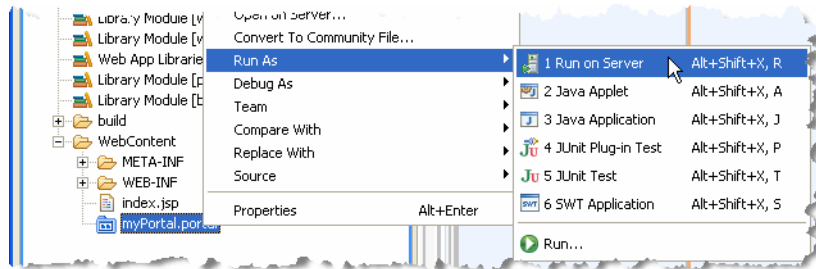 Library Module [w
Library Module [w
Web App Librarie
Library Module [p
Library Module [b
build
WebContent
META-INF
WEB-INF
index.jsp
myPortal.portal
Open on Server...
Convert To Community File...
Run As
Debug As
Team
Compare With
Replace With
Source
Properties Alt+Enter
1 Run on Server Alt+Shift+X, R
2 Java Applet Alt+Shift+X, A
3 Java Application Alt+Shift+X, J
4 JUnit Plug-in Test Alt+Shift+X, P
5 JUnit Test Alt+Shift+X, T
6 SWT Application Alt+Shift+X, S
Run...